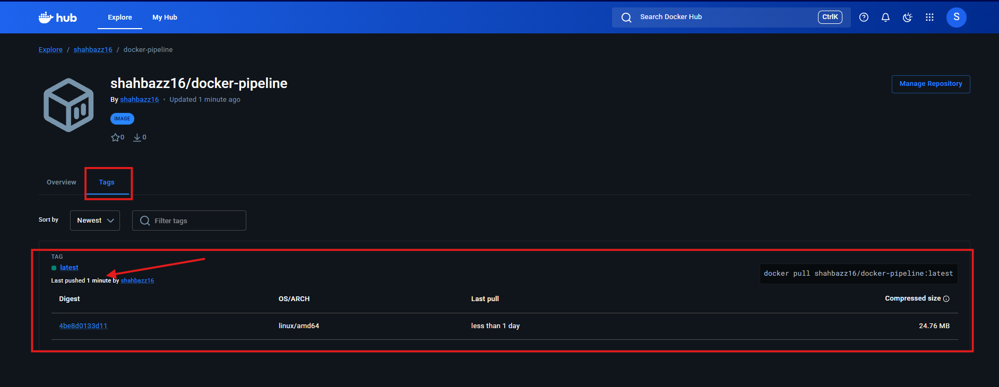 hub Explore My Hub Search Docker Hub CtrlK S
Explore / shahbazz16 / docker-pipeline
shahbazz16/docker-pipeline
Manage Repository
By shahbazz16 • Updated 1 minute ago
IMAGE
0 0
Overview Tags
Sort by Newest Filter tags
TAG
latest
docker pull shahbazz16/docker-pipeline:latest
Last pushed 1 minute by shahbazz16
Digest OS/ARCH Last pull Compressed size
4be8d0133d11 linux/amd64 less than 1 day 24.76 MB